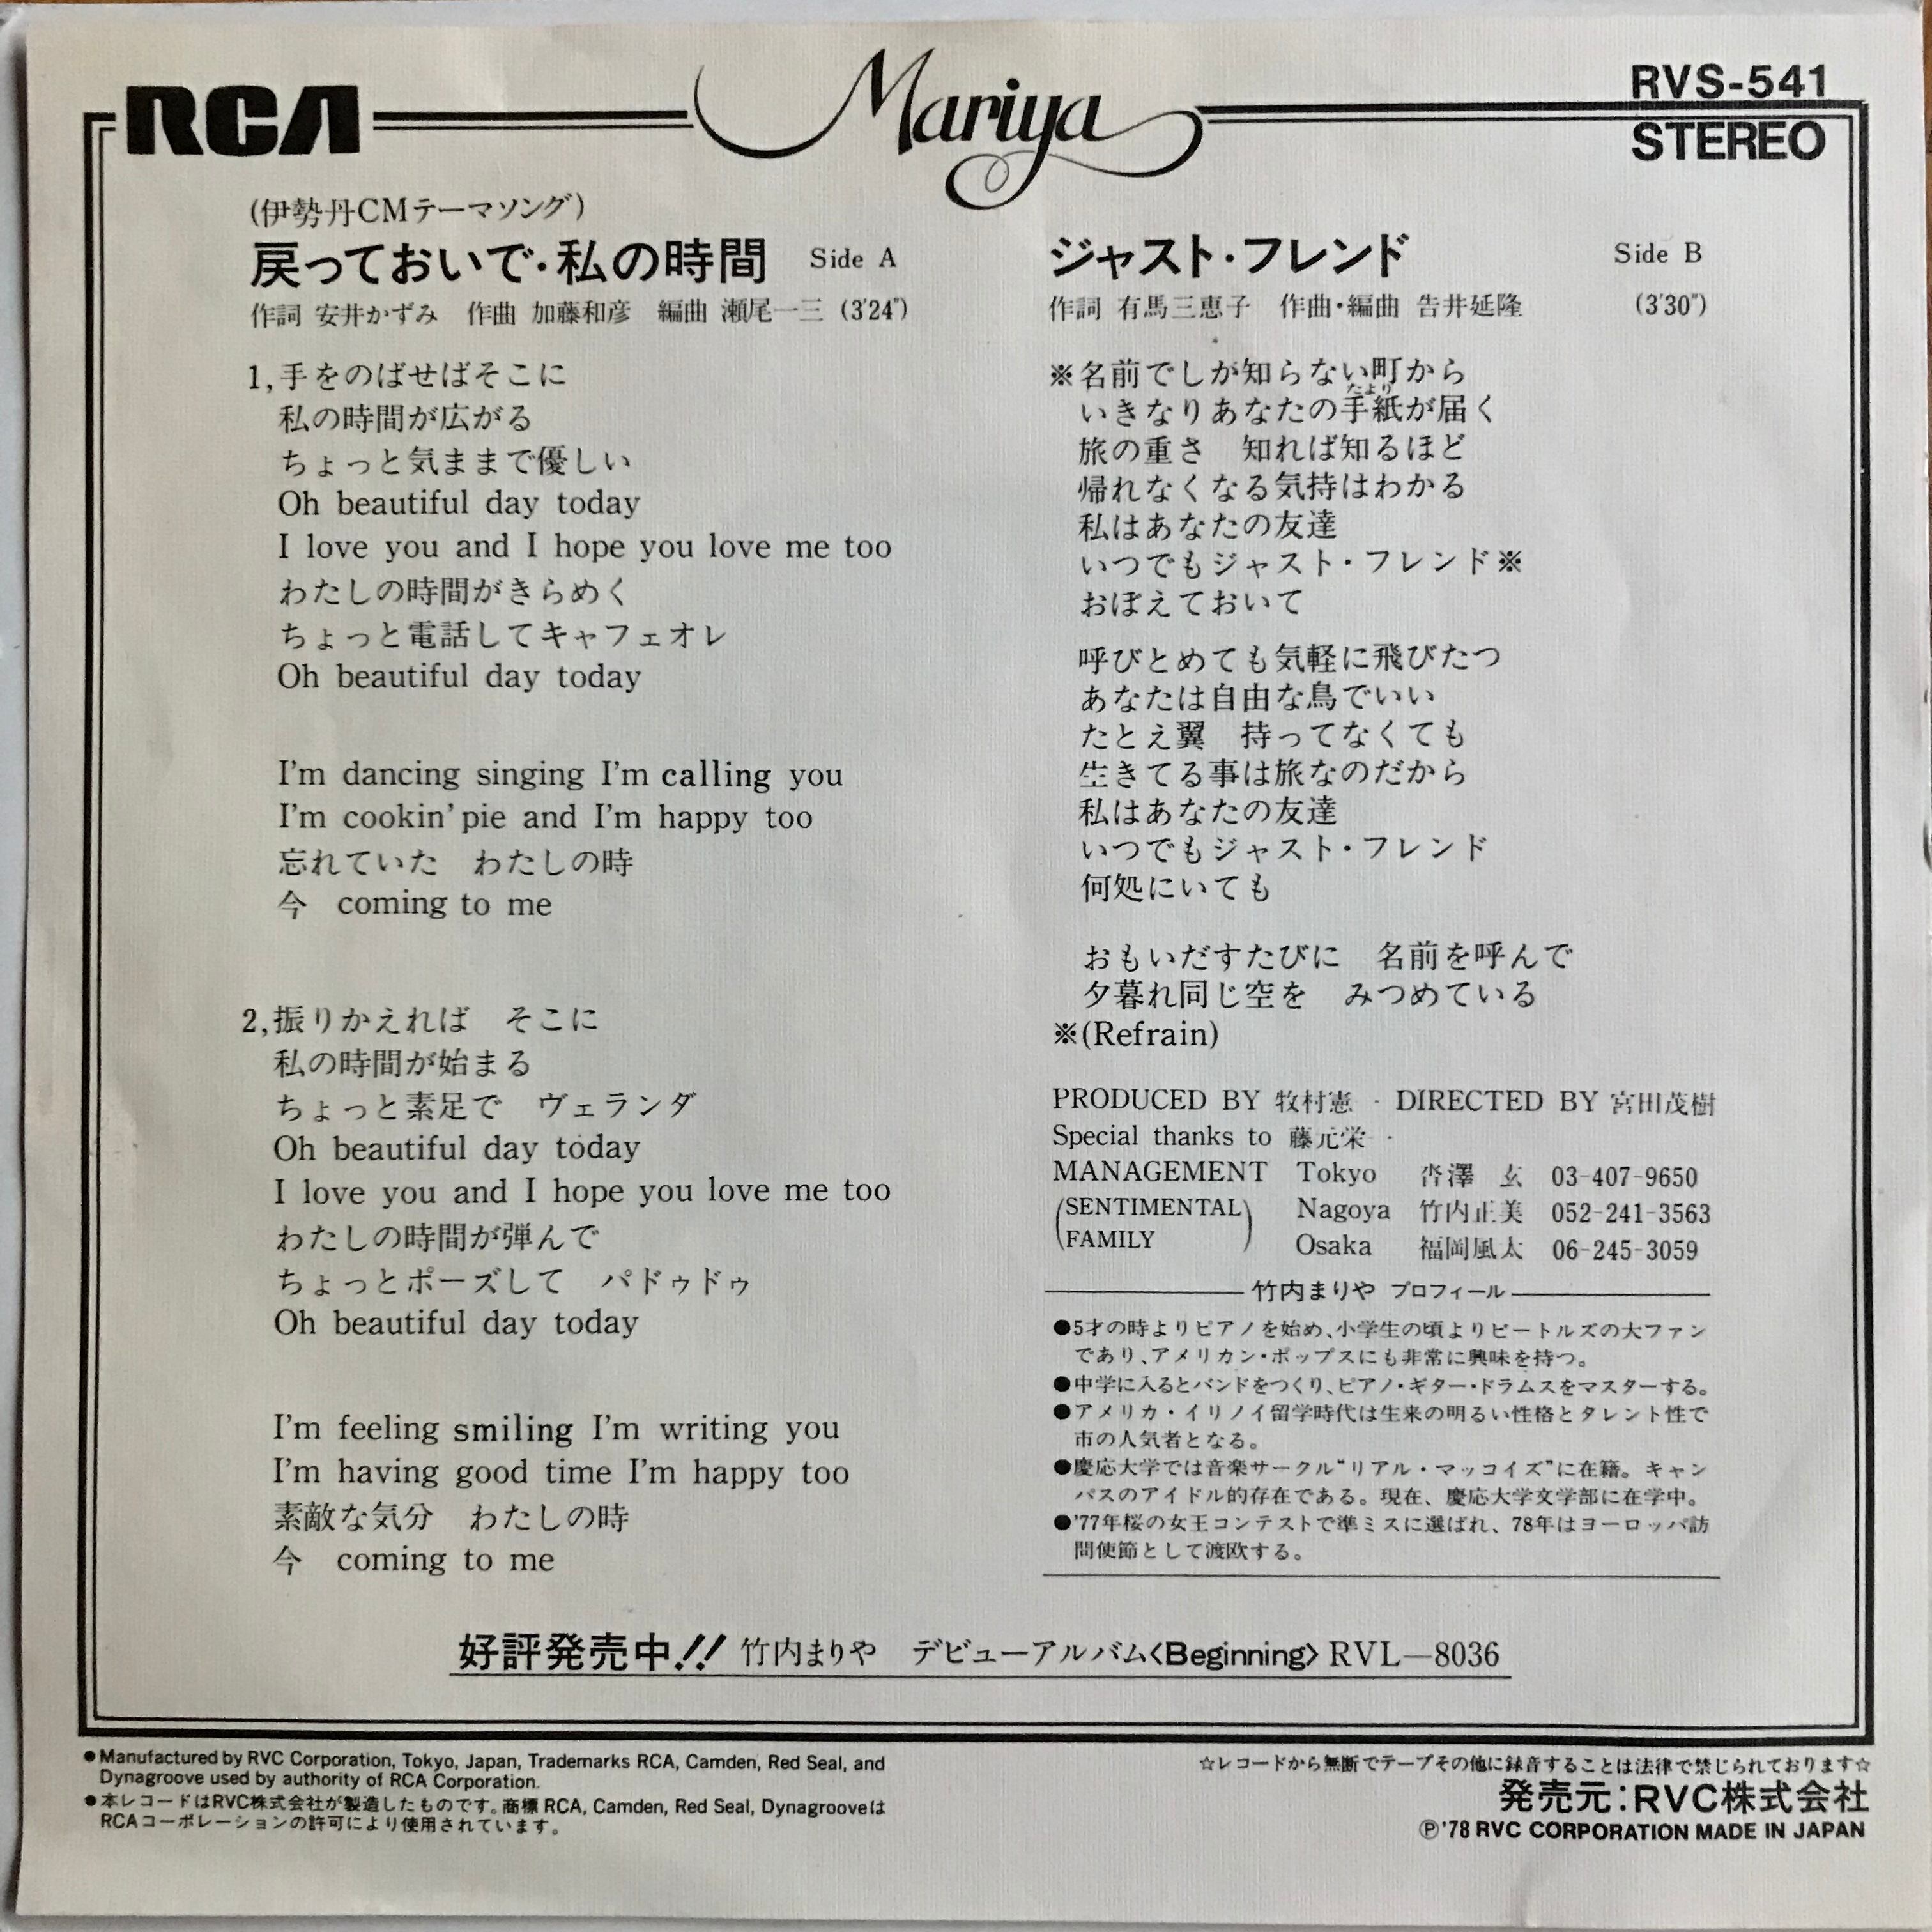 RCA
Mariya
RVS-541
STEREO
(伊勢丹CMテーマソング)
戻っておいで・私の時間 Side A
作詞 安井かずみ 作曲 加藤和彦 編曲 瀬尾一三 (3'24")
1,手をのばせばそこに
私の時間が広がる
ちょっと気ままで優しい
Oh beautiful day today
I love you and I hope you love me too
わたしの時間がきらめく
ちょっと電話してキャフェオレ
Oh beautiful day today
I'm dancing singing I'm calling you
I'm cookin' pie and I'm happy too
忘れていた わたしの時
今 coming to me
2,振りかえれば そこに
私の時間が始まる
ちょっと素足で ヴェランダ
Oh beautiful day today
I love you and I hope you love me too
わたしの時間が弾んで
ちょっとポーズして パドゥドゥ
Oh beautiful day today
I'm feeling smiling I'm writing you
I'm having good time I'm happy too
素敵な気分 わたしの時
今 coming to me
ジャスト・フレンド Side B
作詞 有馬三恵子 作曲・編曲 告井延隆 (3'30")
※名前でしか知らない町から
たより
いきなりあなたの手紙が届く
旅の重さ 知れば知るほど
帰れなくなる気持はわかる
私はあなたの友達
いつでもジャスト・フレンド※
おぼえておいて
呼びとめても気軽に飛びたつ
あなたは自由な鳥でいい
たとえ翼 持ってなくても
生きてる事は旅なのだから
私はあなたの友達
いつでもジャスト・フレンド
何処にいても
おもいだすたびに 名前を呼んで
夕暮れ同じ空を みつめている
※(Refrain)
PRODUCED BY 牧村憲一 DIRECTED BY 宮田茂樹
Special thanks to 藤元栄一
MANAGEMENT Tokyo 沓澤 玄 03-407-9650
(SENTIMENTAL FAMILY) Nagoya 竹内正美 052-241-3563
Osaka 福岡風太 06-245-3059
竹内まりや プロフィール
●5才の時よりピアノを始め、小学生の頃よりビートルズの大ファン
であり、アメリカン・ポップスにも非常に興味を持つ。
●中学に入るとバンドをつくり、ピアノ・ギター・ドラムスをマスターする。
●アメリカ・イリノイ留学時代は生来の明るい性格とタレント性で
市の人気者となる。
●慶応大学では音楽サークル"リアル・マッコイズ"に在籍。キャン
パスのアイドル的存在である。現在、慶応大学文学部に在学中。
●'77年桜の女王コンテストで準ミスに選ばれ、78年はヨーロッパ訪
問使節として渡欧する。
好評発売中!! 竹内まりや デビューアルバム〈Beginning〉RVL—8036
●Manufactured by RVC Corporation, Tokyo, Japan, Trademarks RCA, Camden, Red Seal, and
Dynagroove used by authority of RCA Corporation.
●本レコードはRVC株式会社が製造したものです。商標 RCA, Camden, Red Seal, Dynagrooveは
RCAコーポレーションの許可により使用されています。
☆レコードから無断でテープその他に録音することは法律で禁じられております☆
発売元:RVC株式会社
Ⓟ'78 RVC CORPORATION MADE IN JAPAN